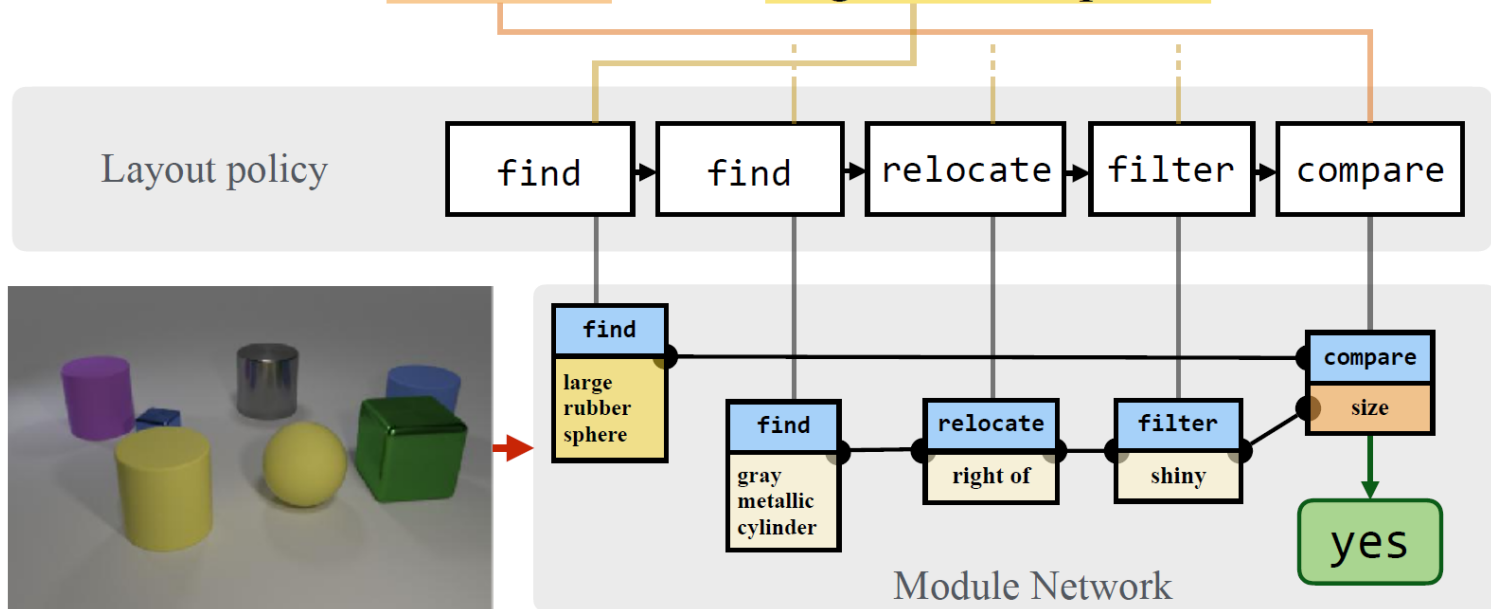 Layout policy
find
find
relocate
filter
compare
find
large
rubber
sphere
find
gray
metallic
cylinder
relocate
right of
filter
shiny
compare
size
yes
Module Network